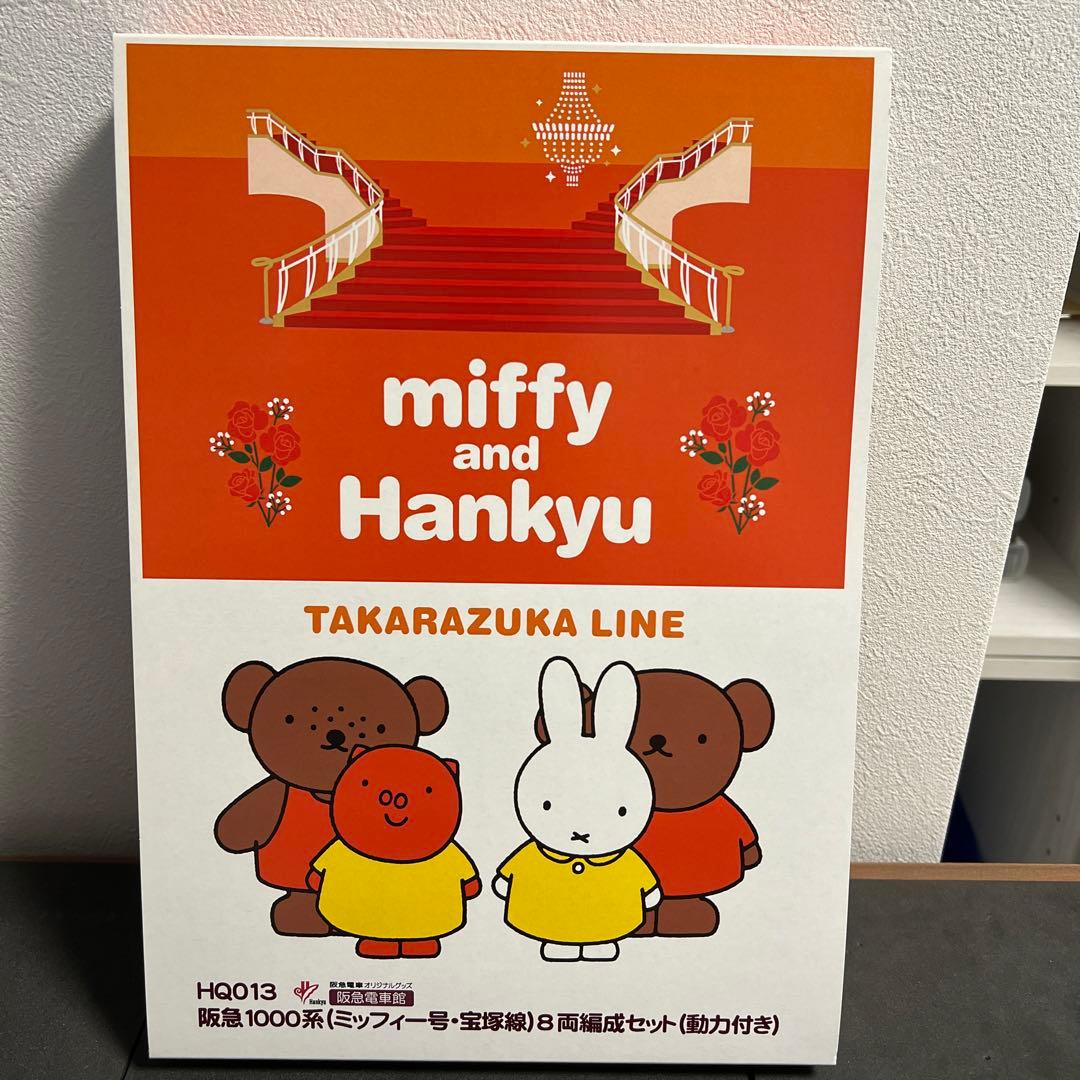 miffy
and
Hankyu
TAKARAZUKA LINE
HQ013 Hankyu 阪急電車オリジナルグッズ
阪急電車館
阪急1000系(ミッフィー号・宝塚線)8両編成セット(動力付き)